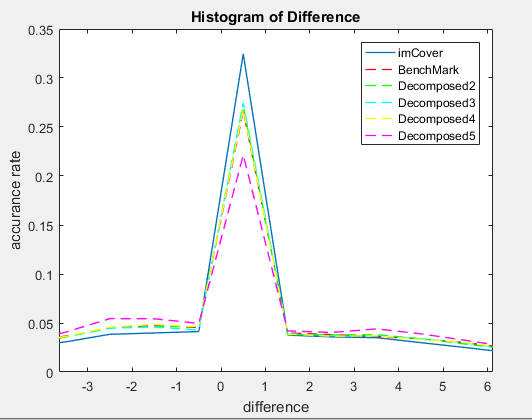 Histogram of Difference
0.35
0.3
0.25
0.2
0.15
0.1
0.05
0
accurance rate
imCover
BenchMark
Decomposed2
Decomposed3
Decomposed4
Decomposed5
-3 -2 -1 0 1 2 3 4 5 6
difference